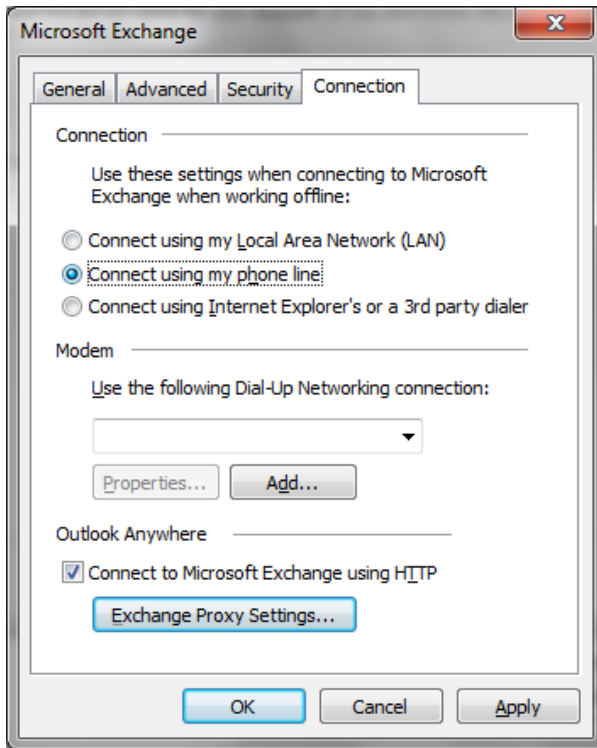 Microsoft Exchange
General
Advanced
Security
Connection
Connection
Use these settings when connecting to Microsoft
Exchange when working offline:
Connect using my Local Area Network (LAN)
Connect using my phone line
Connect using Internet Explorer's or a 3rd party dialer
Modem
Use the following Dial-Up Networking connection:
Properties...
Add...
Outlook Anywhere
Connect to Microsoft Exchange using HTTP
Exchange Proxy Settings...
OK
Cancel
Apply